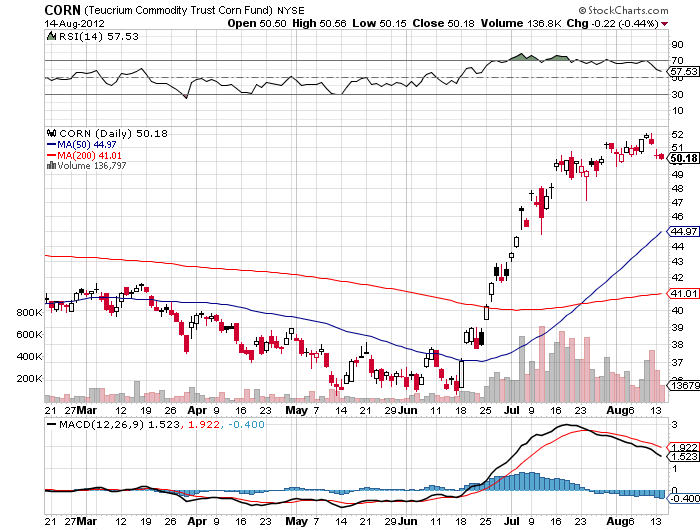 CORN (Teucrium Commodity Trust Corn Fund) NYSE © StockCharts.com
14-Aug-2012 Open 50.50 High 50.56 Low 50.15 Close 50.18 Volume 136.8K Chg -0.22 (-0.44%)
RSI(14) 57.53
90
70
57.53
50
30
10
CORN (Daily) 50.18
MA(50) 44.97
MA(200) 41.01
Volume 136,797
52
51
50.18
49
48
47
46
44.97
44
43
42
41.01
40
39
38
37
36
13679
800K
600K
400K
200K
21 27 Mar 12 19 26 Apr 9 16 23 May 7 14 21 29 Jun 11 18 25 Jul 9 16 23 Aug 6 13
MACD(12,26,9) 1.523, 1.922, -0.400
3
2
1.922
1.523
1
0
-0.400
21 27 Mar 12 19 26 Apr 9 16 23 May 7 14 21 29 Jun 11 18 25 Jul 9 16 23 Aug 6 13